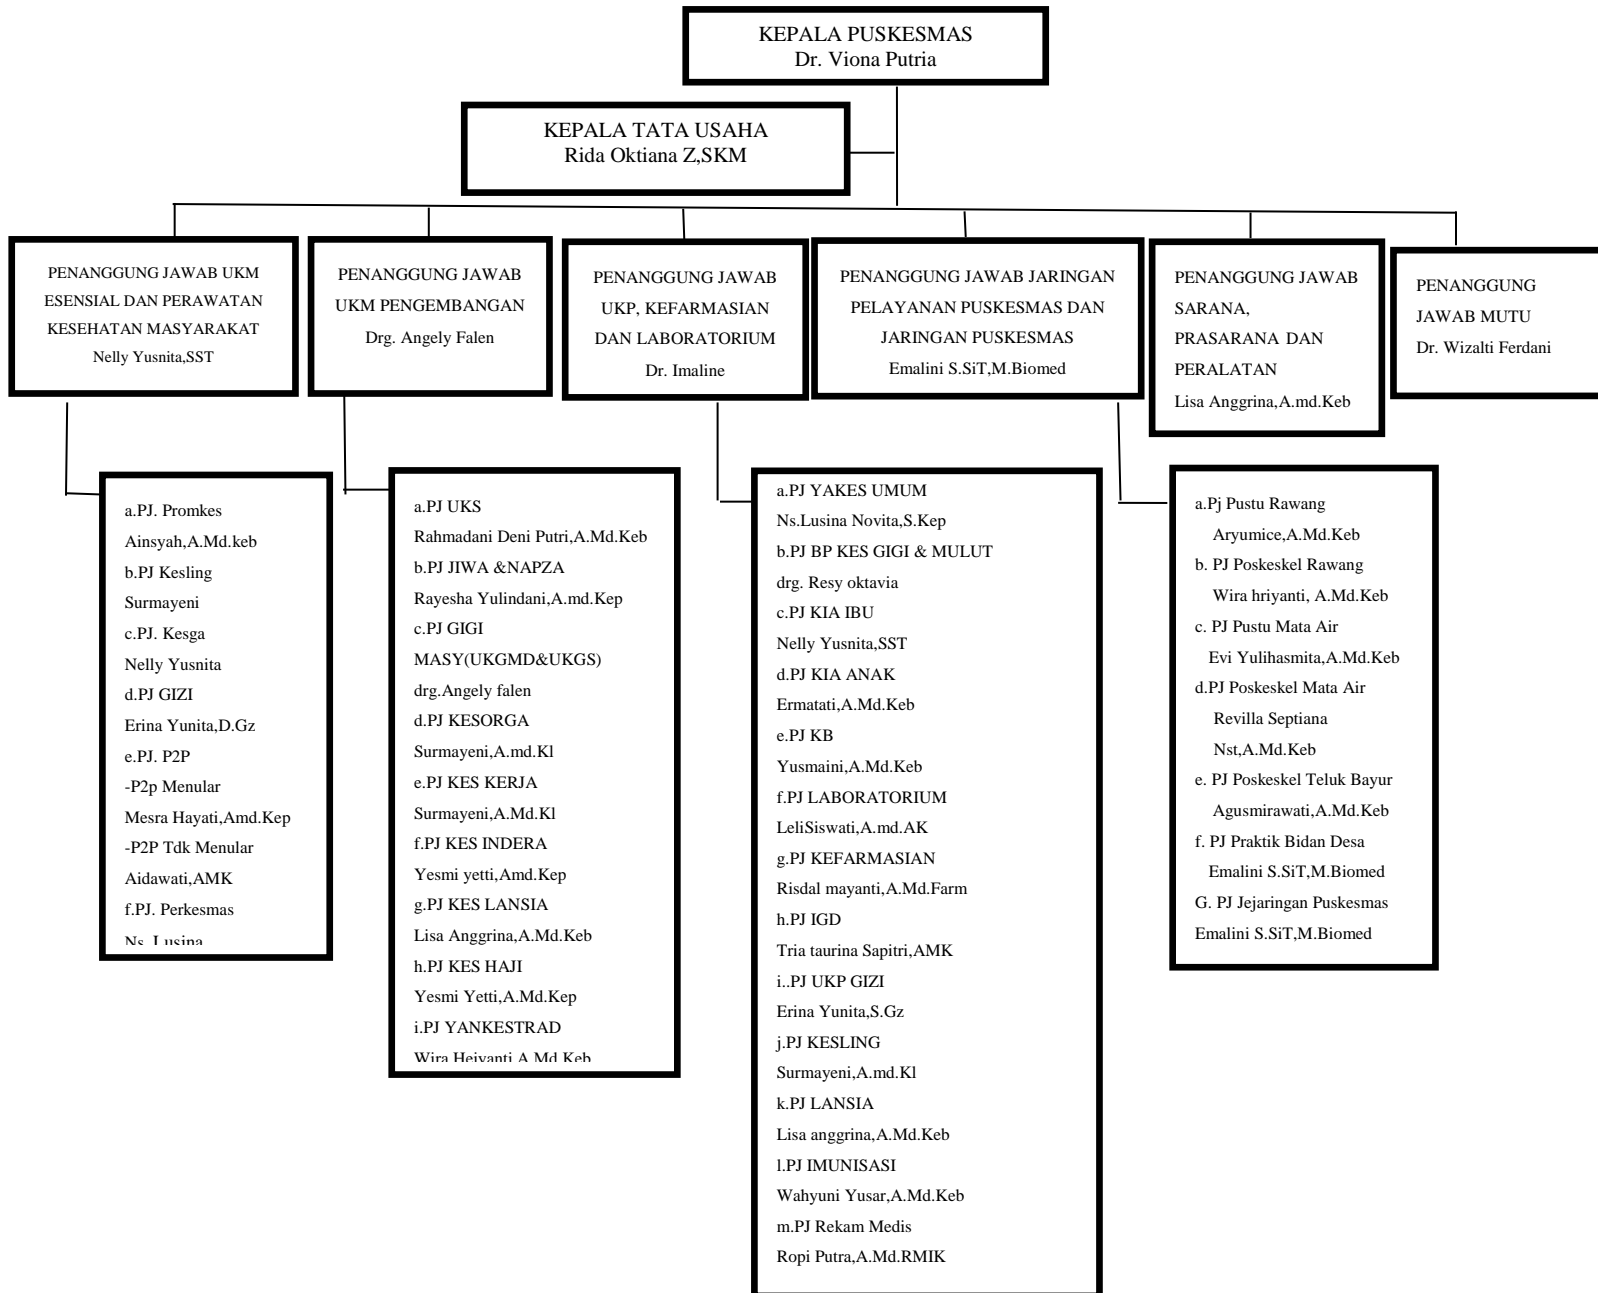 KEPALA PUSKESMAS
Dr. Viona Putria
KEPALA TATA USAHA
Rida Oktiana Z,SKM
PENANGGUNG JAWAB UKM
ESENSIAL DAN PERAWATAN
KESEHATAN MASYARAKAT
Nelly Yusnita,SST
PENANGGUNG JAWAB
UKM PENGEMBANGAN
Drg. Angely Falen
PENANGGUNG JAWAB
UKP, KEFARMASIAN
DAN LABORATORIUM
Dr. Imaline
PENANGGUNG JAWAB JARINGAN
PELAYANAN PUSKESMAS DAN
JARINGAN PUSKESMAS
Emalini S.SiT,M.Biomed
PENANGGUNG JAWAB
SARANA,
PRASARANA DAN
PERALATAN
Lisa Anggrina,A.md.Keb
PENANGGUNG
JAWAB MUTU
Dr. Wizalti Ferdani
a.PJ. Promkes
Ainsyah,A.Md.keb
b.PJ Kesling
Surmayeni
c.PJ. Kesga
Nelly Yusnita
d.PJ GIZI
Erina Yunita,D.Gz
e.PJ. P2P
-P2p Menular
Mesra Hayati,Amd.Kep
-P2P Tdk Menular
Aidawati,AMK
f.PJ. Perkesmas
Ns. Lusina
a.PJ UKS
Rahmadani Deni Putri,A.Md.Keb
b.PJ JIWA &NAPZA
Rayesha Yulindani,A.md.Kep
c.PJ GIGI
MASY(UKGMD&UKGS)
drg.Angely falen
d.PJ KESORGA
Surmayeni,A.md.Kl
e.PJ KES KERJA
Surmayeni,A.Md.Kl
f.PJ KES INDERA
Yesmi yetti,Amd.Kep
g.PJ KES LANSIA
Lisa Anggrina,A.Md.Keb
h.PJ KES HAJI
Yesmi Yetti,A.Md.Kep
i.PJ YANKESTRAD
Wira Heiyanti A Md Keb
a.PJ YAKES UMUM
Ns.Lusina Novita,S.Kep
b.PJ BP KES GIGI & MULUT
drg. Resy oktavia
c.PJ KIA IBU
Nelly Yusnita,SST
d.PJ KIA ANAK
Ermatati,A.Md.Keb
e.PJ KB
Yusmaini,A.Md.Keb
f.PJ LABORATORIUM
LeliSiswati,A.md.AK
g.PJ KEFARMASIAN
Risdal mayanti,A.Md.Farm
h.PJ IGD
Tria taurina Sapitri,AMK
i..PJ UKP GIZI
Erina Yunita,S.Gz
j.PJ KESLING
Surmayeni,A.md.Kl
k.PJ LANSIA
Lisa anggrina,A.Md.Keb
l.PJ IMUNISASI
Wahyuni Yusar,A.Md.Keb
m.PJ Rekam Medis
Ropi Putra,A.Md.RMIK
a.Pj Pustu Rawang
Aryumice,A.Md.Keb
b. PJ Poskeskel Rawang
Wira hriyanti, A.Md.Keb
c. PJ Pustu Mata Air
Evi Yulihasmita,A.Md.Keb
d.PJ Poskeskel Mata Air
Revilla Septiana
Nst,A.Md.Keb
e. PJ Poskeskel Teluk Bayur
Agusmirawati,A.Md.Keb
f. PJ Praktik Bidan Desa
Emalini S.SiT,M.Biomed
G. PJ Jejaringan Puskesmas
Emalini S.SiT,M.Biomed